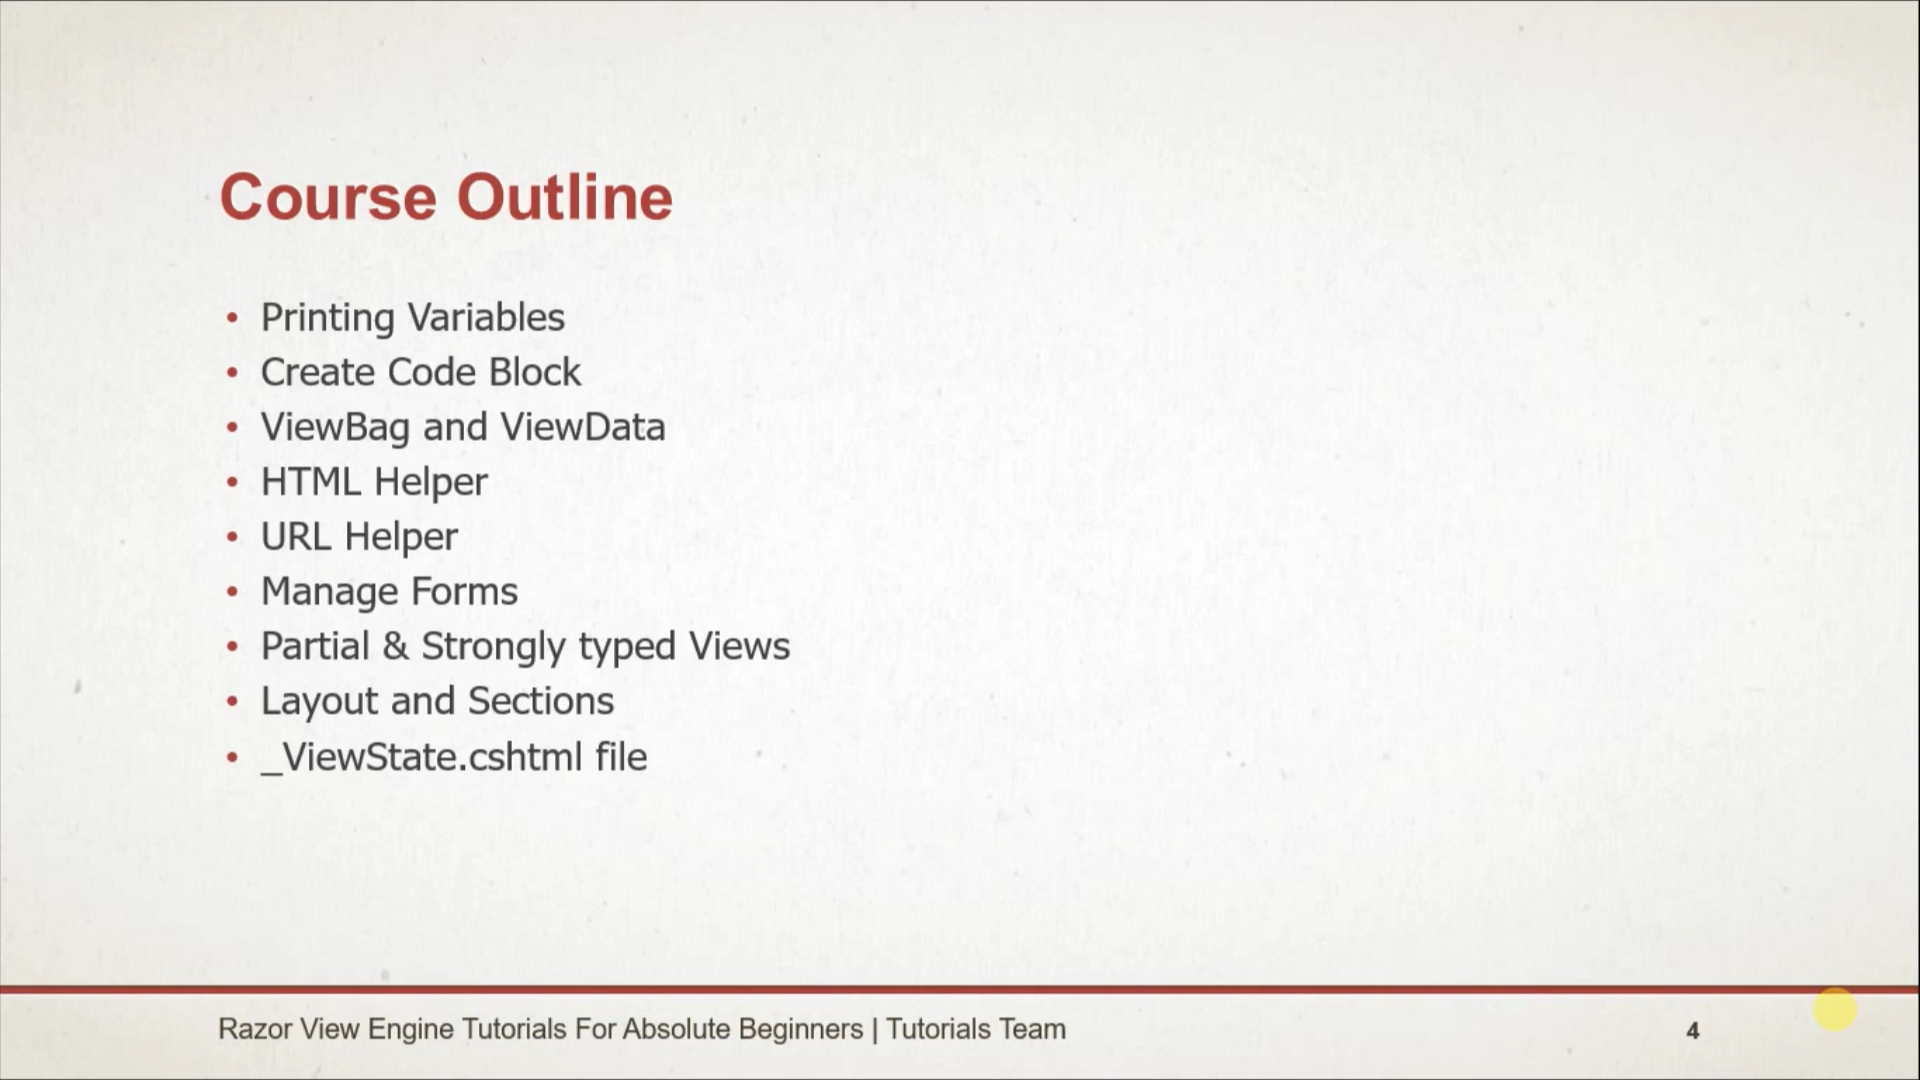 Course Outline
• Printing Variables
• Create Code Block
• ViewBag and ViewData
• HTML Helper
• URL Helper
• Manage Forms
• Partial & Strongly typed Views
• Layout and Sections
• _ViewState.cshtml file
Razor View Engine Tutorials For Absolute Beginners | Tutorials Team
4